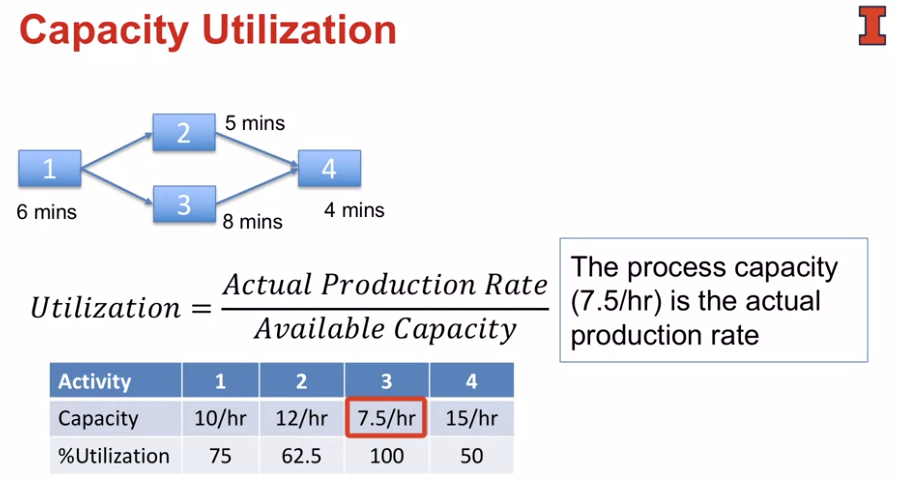 Capacity Utilization
I
2
5 mins
1
4
3
6 mins
8 mins
4 mins
Utilization = Actual Production Rate / Available Capacity
The process capacity
(7.5/hr) is the actual
production rate
Activity 1 2 3 4
Capacity 10/hr 12/hr 7.5/hr 15/hr
%Utilization 75 62.5 100 50